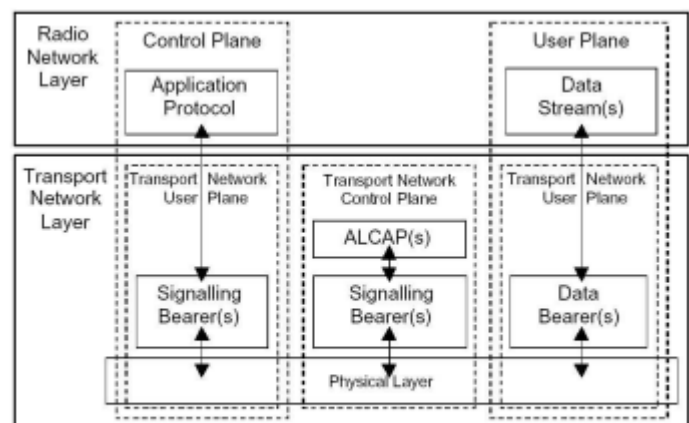 Radio
Network
Layer
Control Plane
User Plane
Application
Protocol
Data
Stream(s)
Transport
Network
Layer
Transport Network
User Plane
Transport Network
Control Plane
Transport Network
User Plane
ALCAP(s)
Signalling
Bearer(s)
Signalling
Bearer(s)
Data
Bearer(s)
Physical Layer